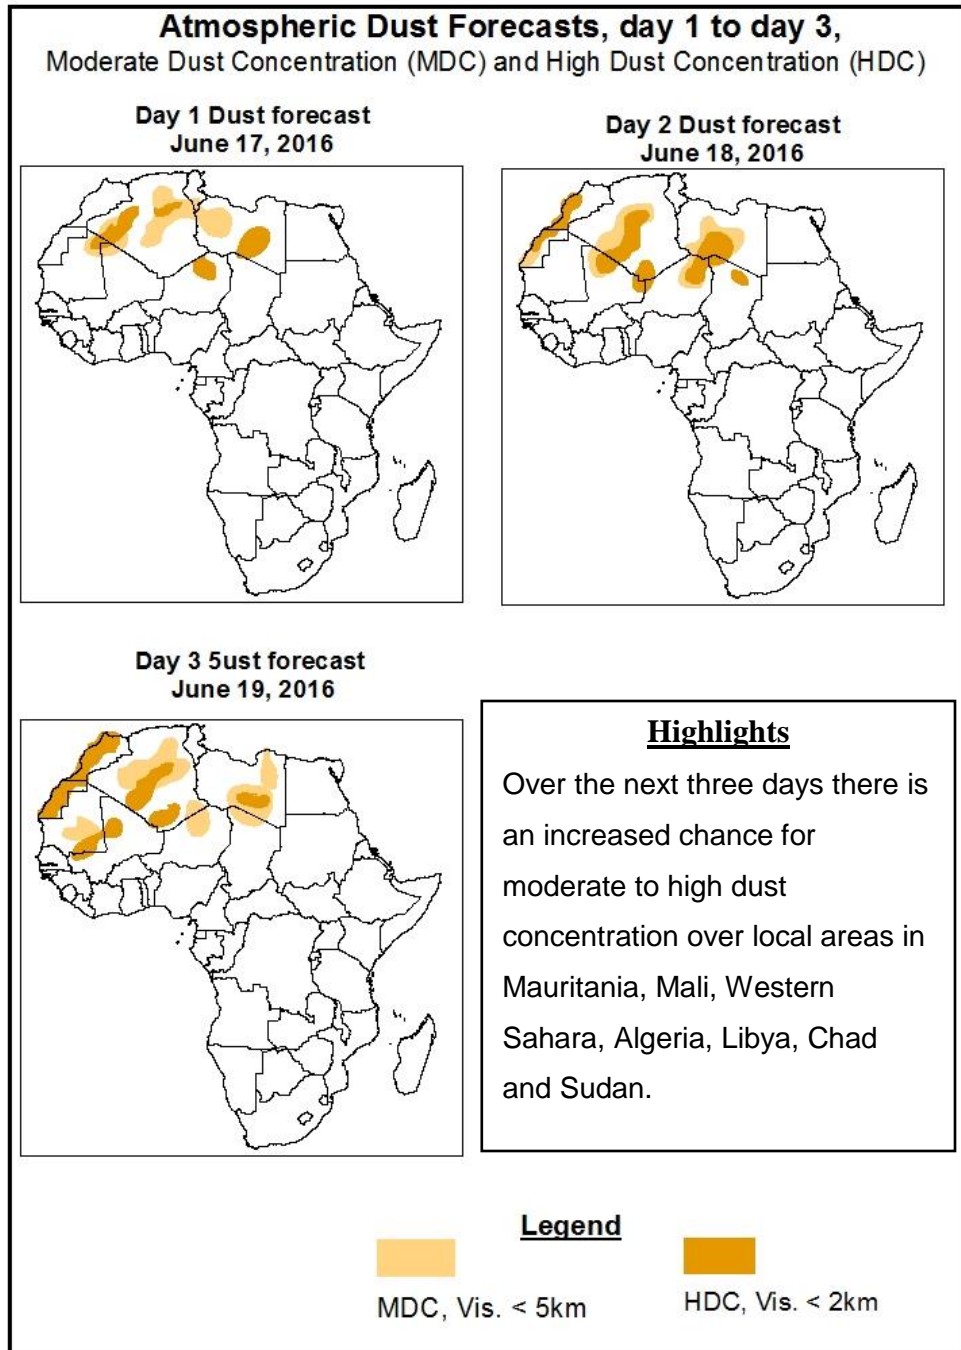 Atmospheric Dust Forecasts, day 1 to day 3,
Moderate Dust Concentration (MDC) and High Dust Concentration (HDC)
Day 1 Dust forecast
June 17, 2016
Day 2 Dust forecast
June 18, 2016
Day 3 5ust forecast
June 19, 2016
Highlights
Over the next three days there is
an increased chance for
moderate to high dust
concentration over local areas in
Mauritania, Mali, Western
Sahara, Algeria, Libya, Chad
and Sudan.
Legend
MDC, Vis. < 5km
HDC, Vis. < 2km